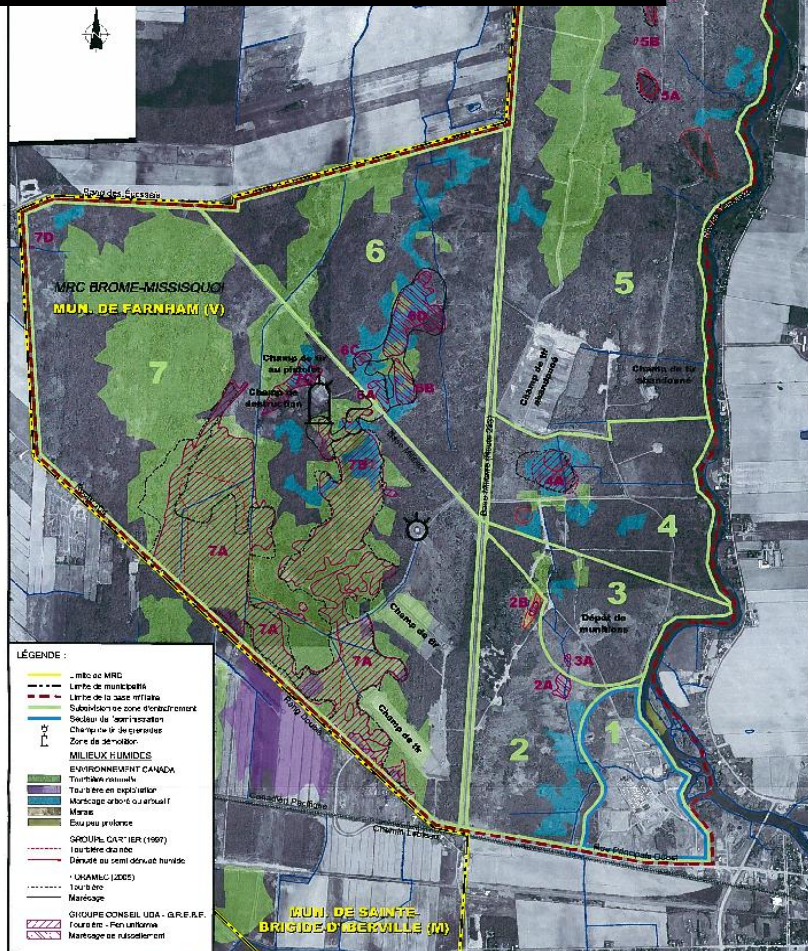 5B
5A
Rang des Écossais
7D
6
MRC BROME-MISSISQUOI
5
MUN. DE FARNHAM (V)
6D
7
Champ de tir
au pistolet
6C
Champ de tir
abandonné
Champ de tir
abandonné
Champ de
destruction
6A
6B
7B
4A
4
7A
3
2B
Dépôt de
munitions
Champ de tir
7A
7A
3A
2A
Champ de tir
1
2
Canadien Pacifique
Chemin
Rue Principale Ouest
MUN. DE SAINTE-
BRIGIDE-D'IBERVILLE (M)
LÉGENDE :
Limite de MRC
Limite de municipalité
Limite de la base militaire
Subdivision de zone d'entraînement
Secteur de l'administration
Champ de tir de grenades
Zone de démolition
MILIEUX HUMIDES
ENVIRONNEMENT CANADA
Tourbière naturelle
Tourbière en exploitation
Marécage arboré ou arbustif
Marais
Eau peu profonde
GROUPE CARTIER (1997)
Tourbière drainée
Dénudé ou semi dénudé humide
(2005)
Tourbière
Marécage
GROUPE CONSEIL UDA - G.R.E.B.E.
Tourbière - Fen uniforme
Marécage de ruissellement